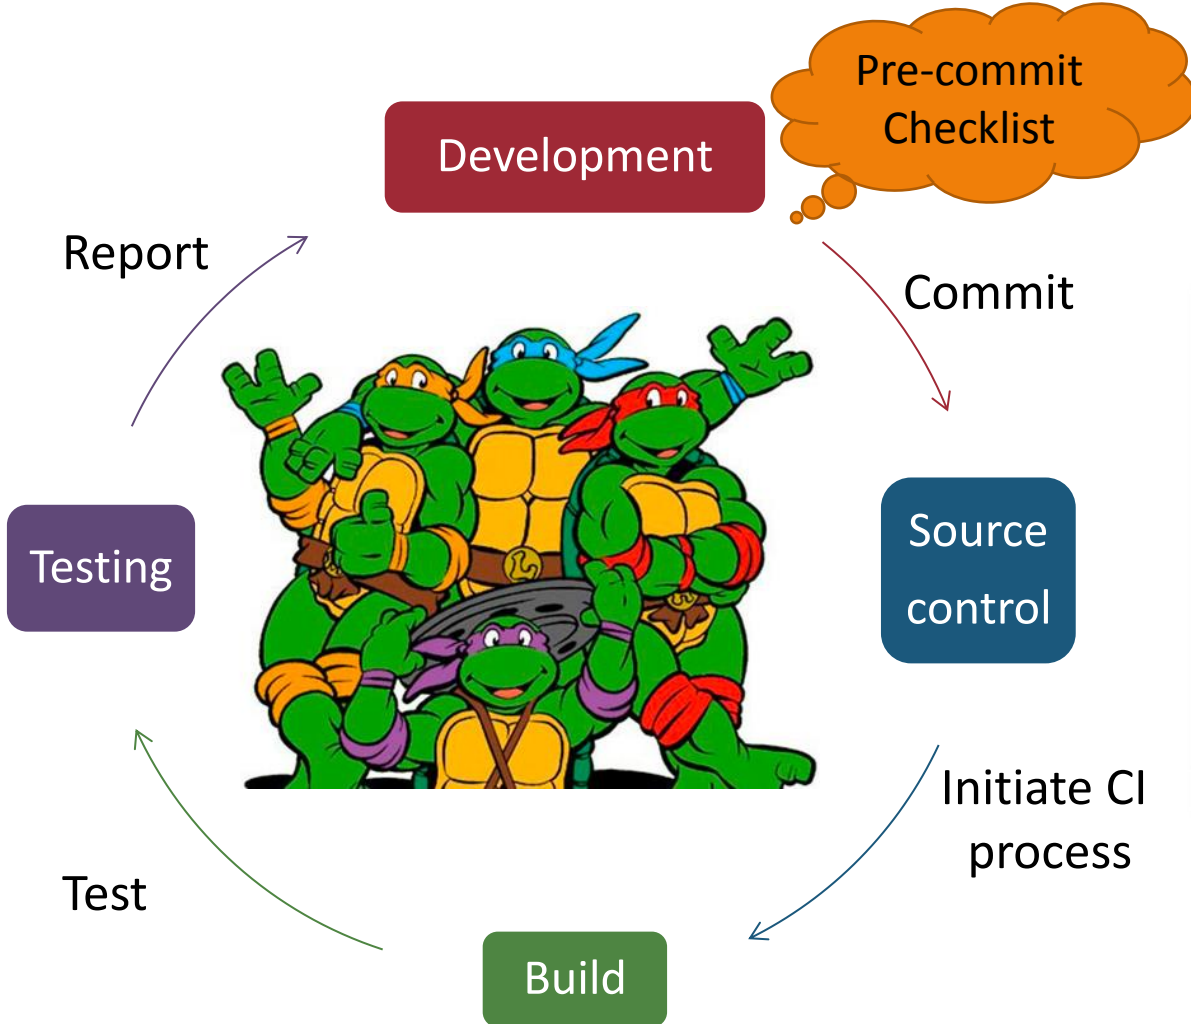 Pre-commit
Checklist
Development
Report
Commit
Source
control
Testing
Initiate CI
process
Test
Build
L